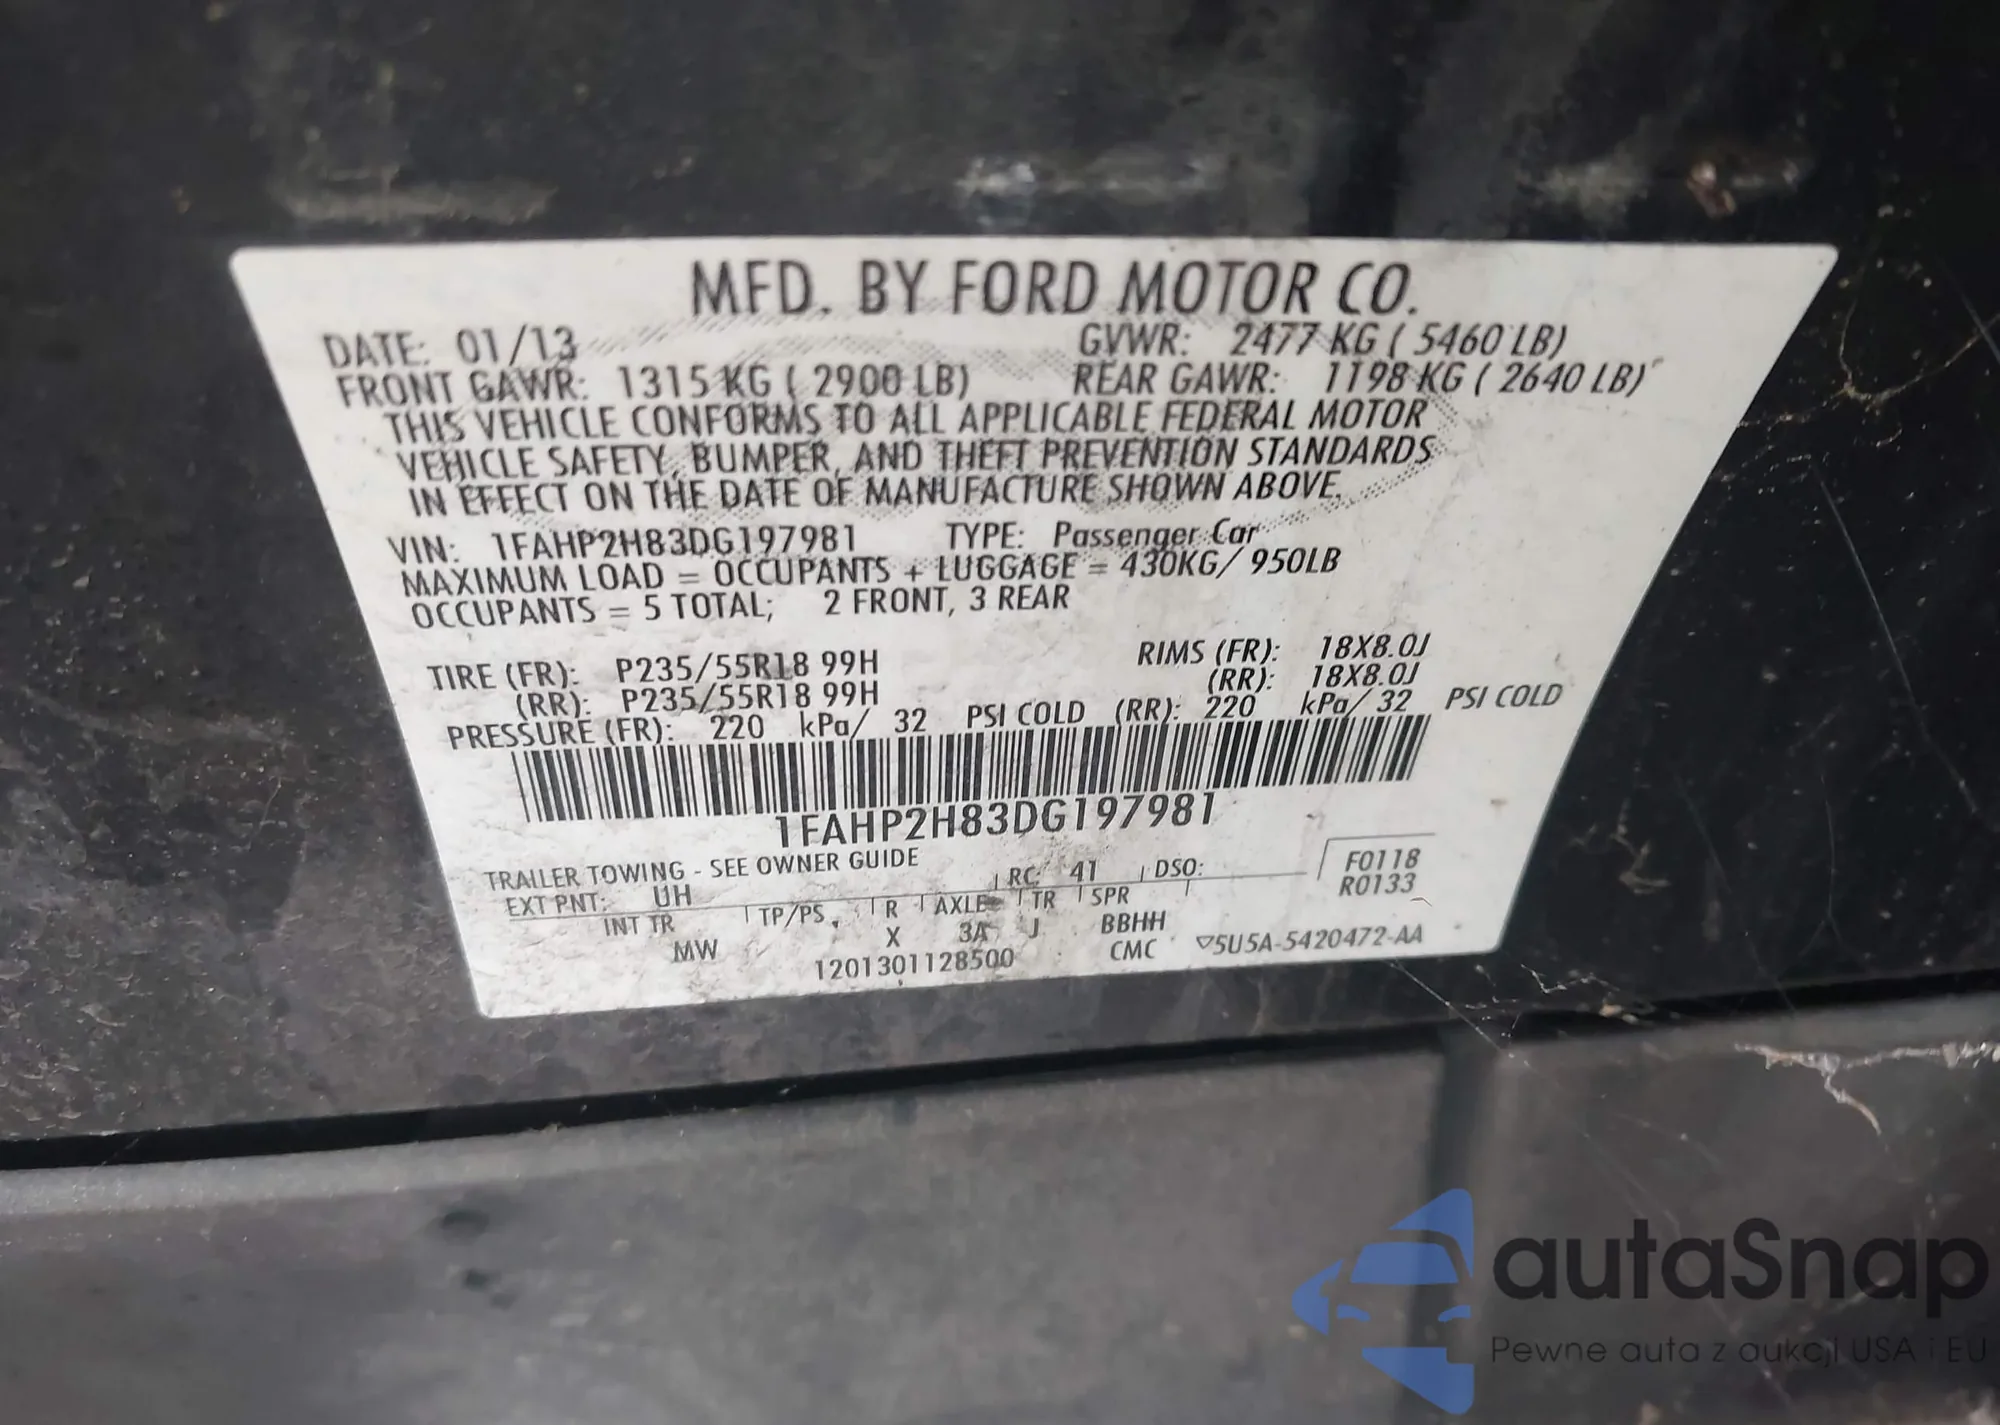 MFD. BY FORD MOTOR CO.
DATE: 01/13 GVWR: 2477 KG ( 5460 LB)
FRONT GAWR: 1315 KG ( 2900 LB) REAR GAWR: 1198 KG ( 2640 LB)
THIS VEHICLE CONFORMS TO ALL APPLICABLE FEDERAL MOTOR
VEHICLE SAFETY, BUMPER, AND THEFT PREVENTION STANDARDS
IN EFFECT ON THE DATE OF MANUFACTURE SHOWN ABOVE.
VIN: 1FAHP2H83DG197981 TYPE: Passenger Car
MAXIMUM LOAD = OCCUPANTS + LUGGAGE = 430KG/ 950LB
OCCUPANTS = 5 TOTAL; 2 FRONT, 3 REAR
TIRE (FR): P235/55R18 99H RIMS (FR): 18X8.0J
(RR): P235/55R18 99H (RR): 18X8.0J
PRESSURE (FR): 220 kPa/ 32 PSI COLD (RR): 220 kPa/ 32 PSI COLD
1FAHP2H83DG197981
TRAILER TOWING - SEE OWNER GUIDE
EXT PNT: UH RC: 41 DSO: F0118
R0133
INT TR TP/PS R AXLE TR SPR
MW X 3A J BBHH
1201301128500 CMC ▽5U5A-5420472-AA
autaSnap
Pewne auta z aukcji USA i EU